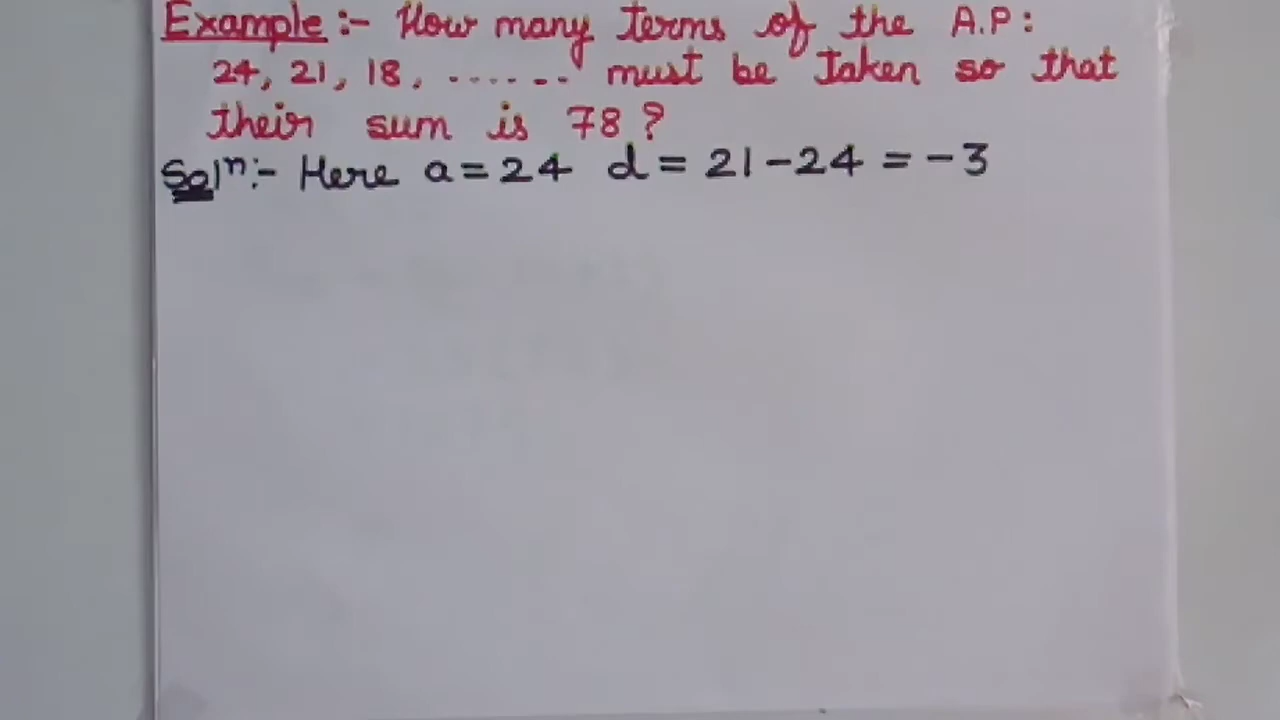 Example :- How many terms of the A.P:
24, 21, 18, ....... must be taken so that
their sum is 78 ?
Solⁿ:- Here a = 24 d = 21 - 24 = -3